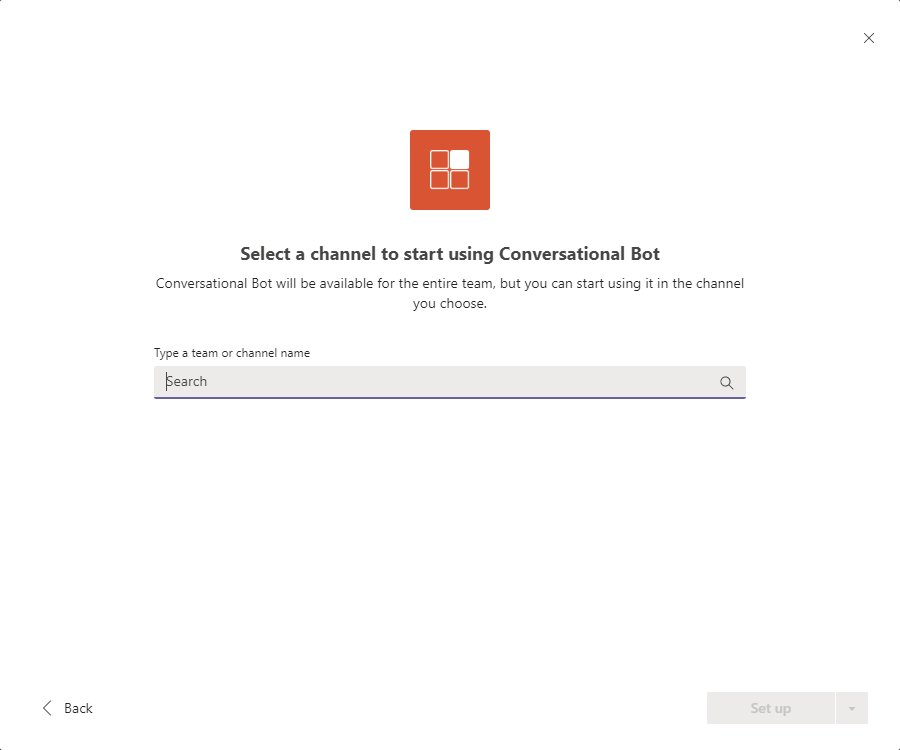 Select a channel to start using Conversational Bot
Conversational Bot will be available for the entire team, but you can start using it in the channel
you choose.
Type a team or channel name
Search
Back
Set up